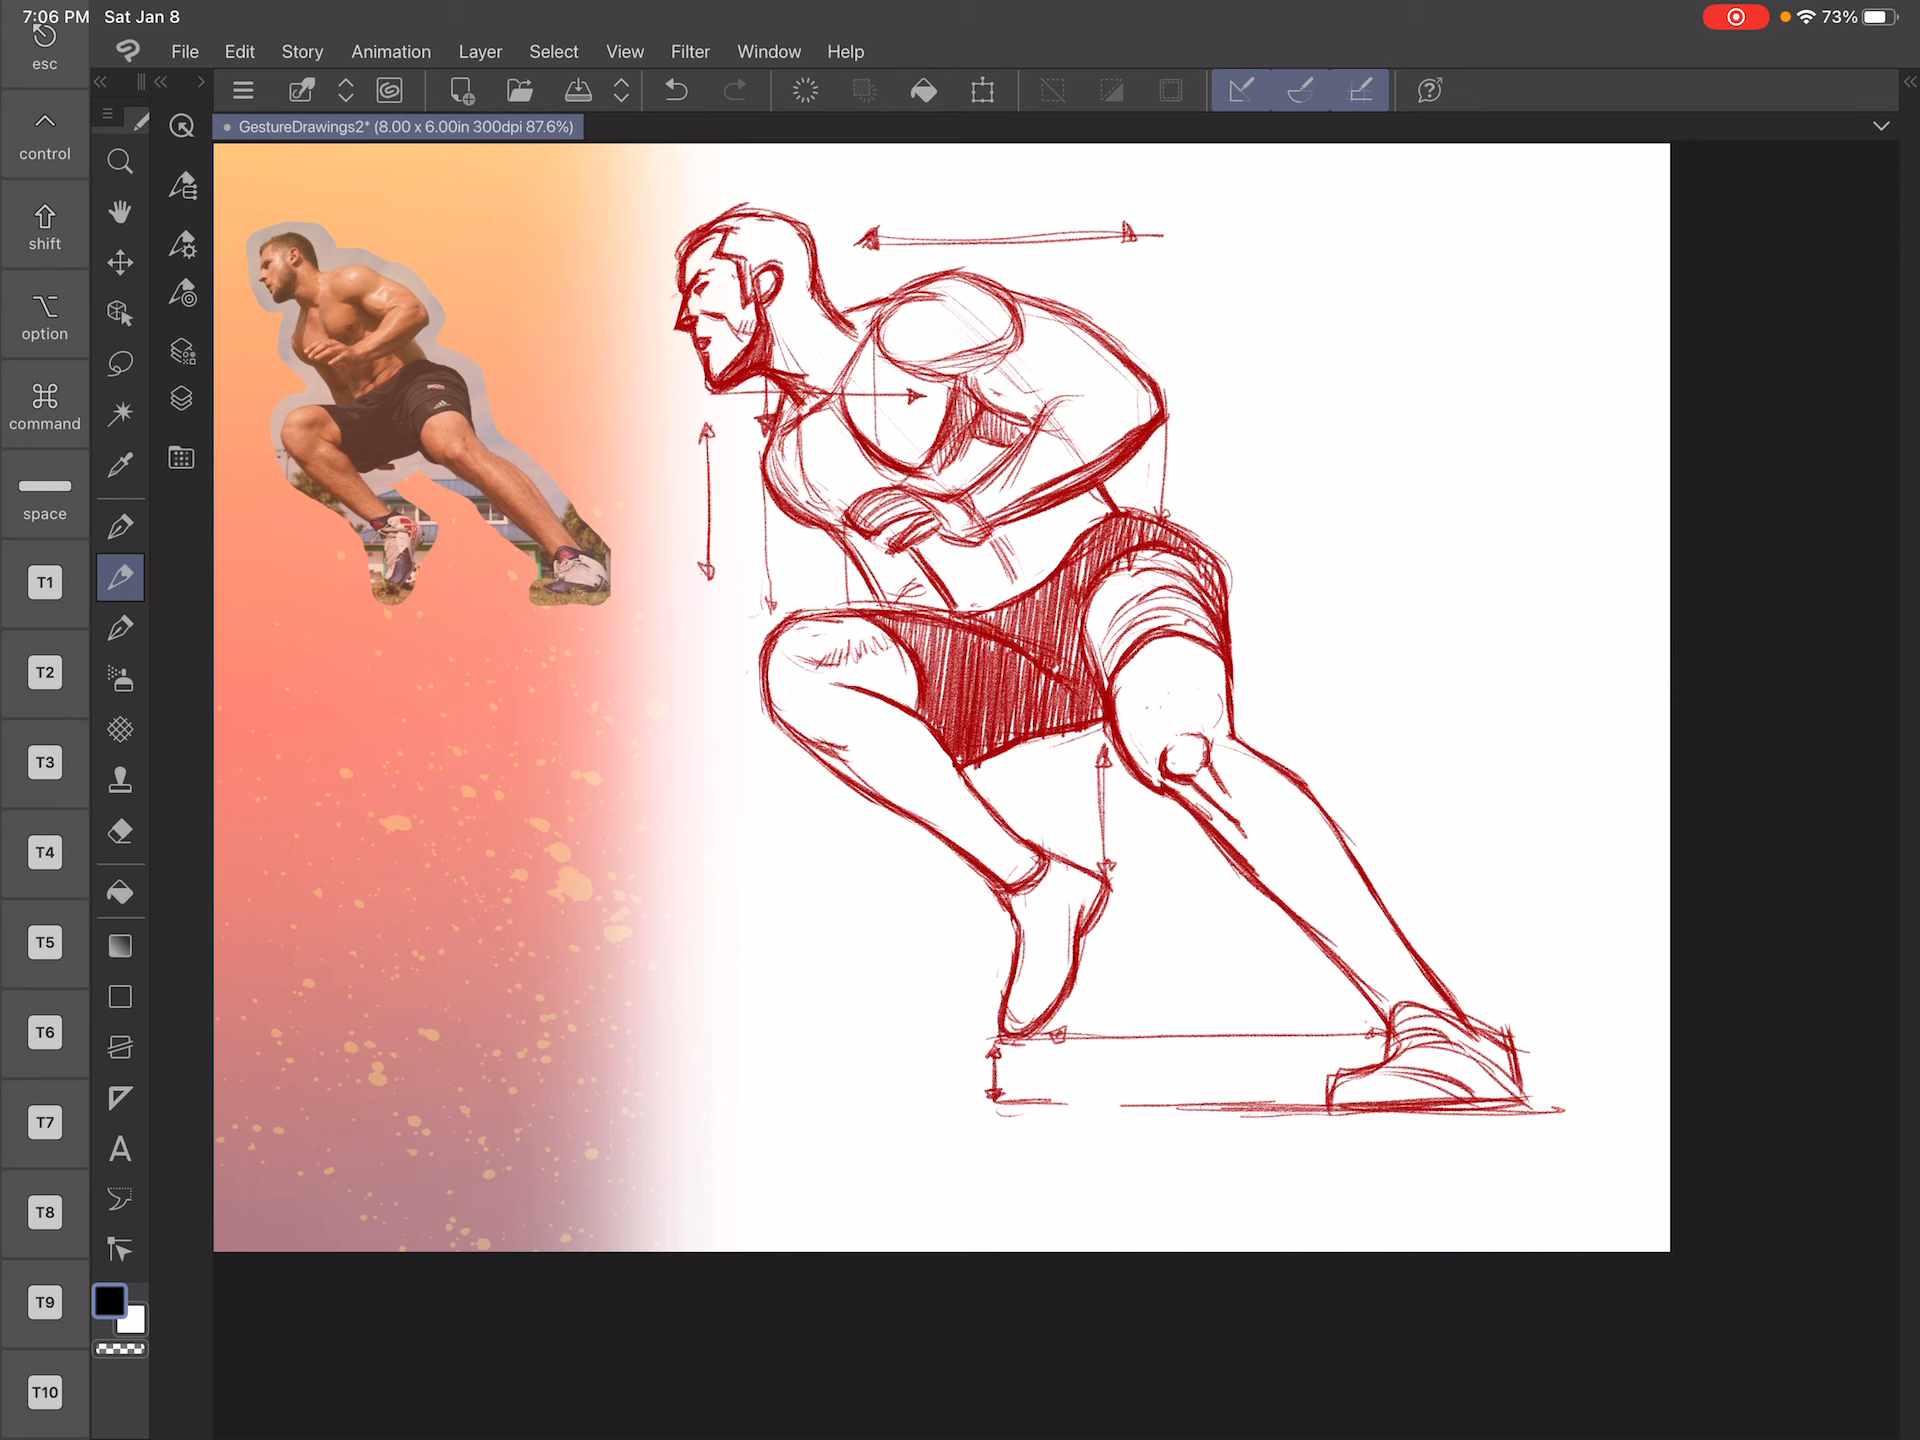 7:06 PM Sat Jan 8
73%
File Edit Story Animation Layer Select View Filter Window Help
GestureDrawings2* (8.00 x 6.00in 300dpi 87.6%)
esc
control
shift
option
command
space
T1
T2
T3
T4
T5
T6
T7
T8
T9
T10
A